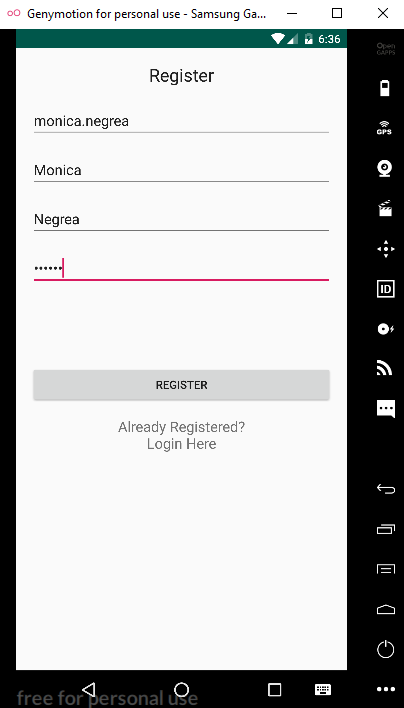 Genymotion for personal use - Samsung Ga...
Open
GAPPS
6:36
Register
monica.negrea
GPS
Monica
Negrea
••••••
ID
REGISTER
Already Registered?
Login Here
free for personal use